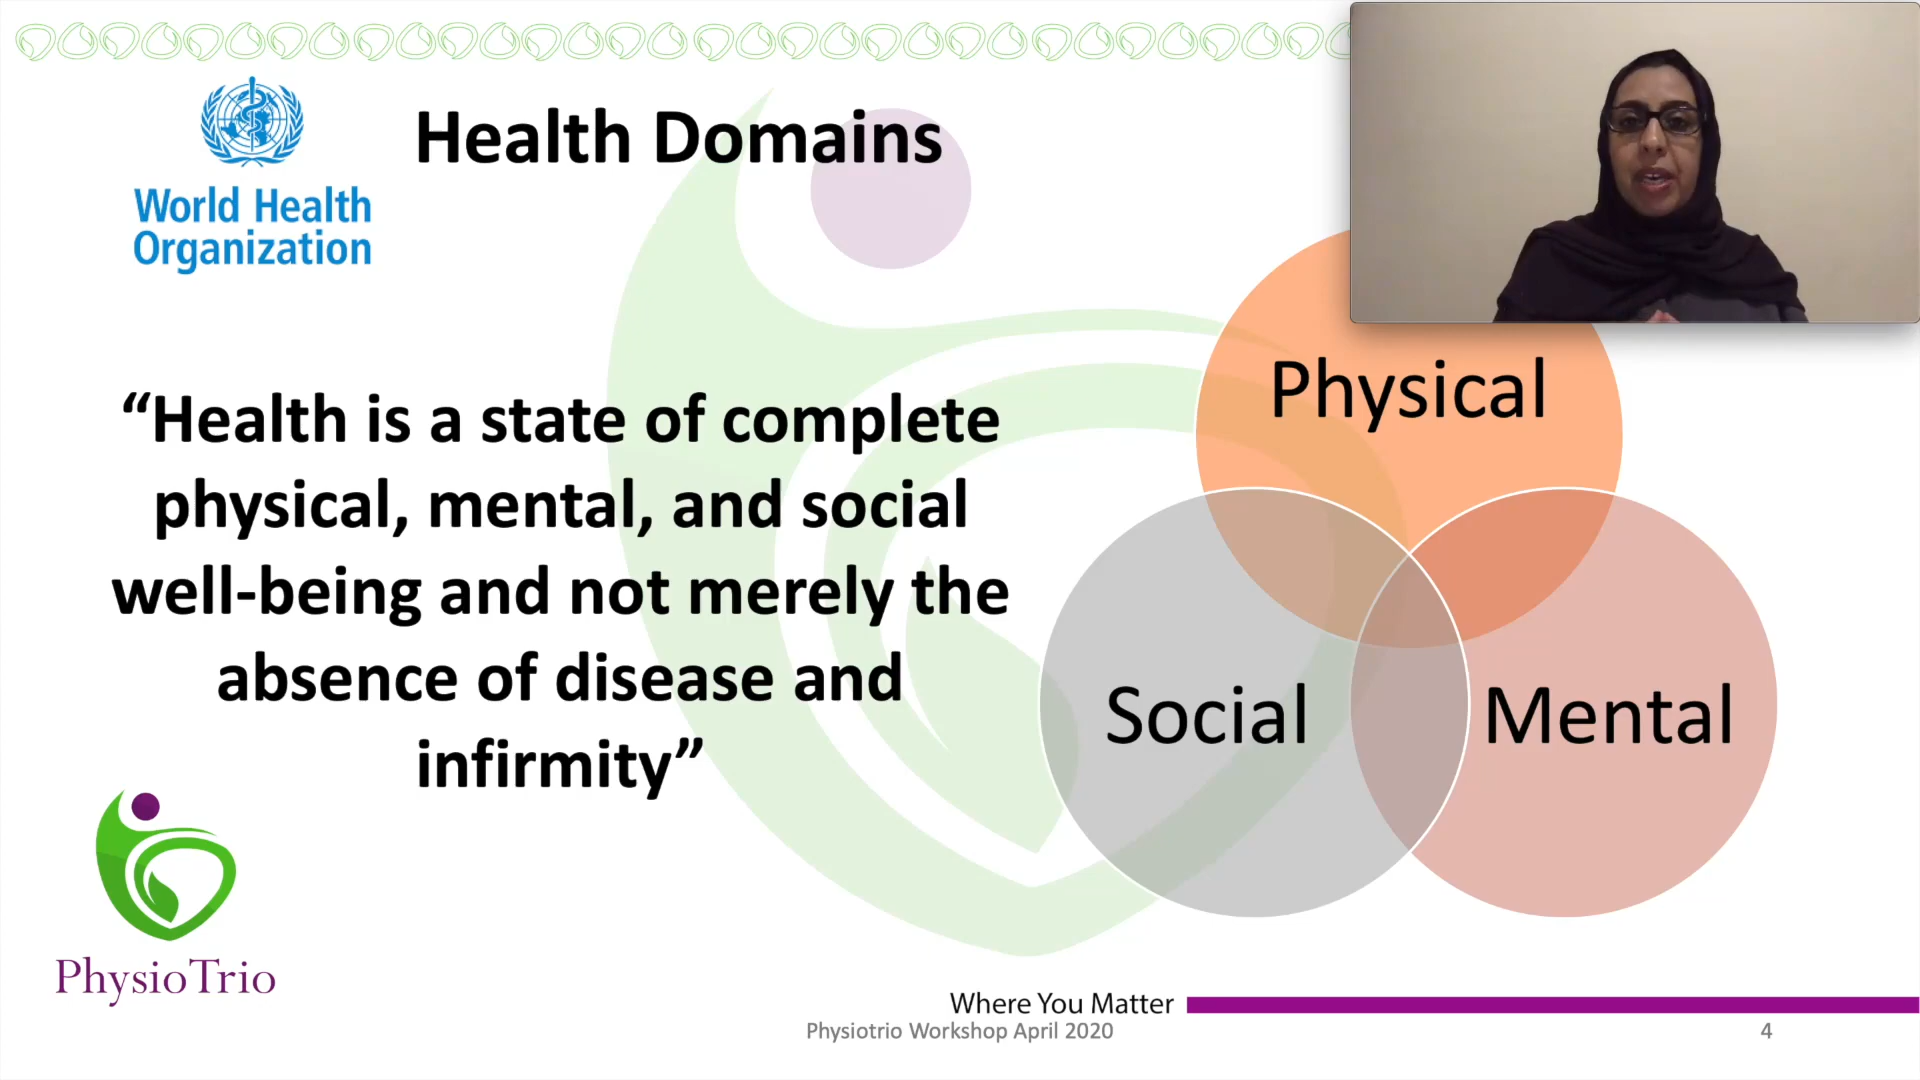 World Health
Organization
Health Domains
“Health is a state of complete
physical, mental, and social
well-being and not merely the
absence of disease and
infirmity”
Physical
Social
Mental
PhysioTrio
Where You Matter
Physiotrio Workshop April 2020
4